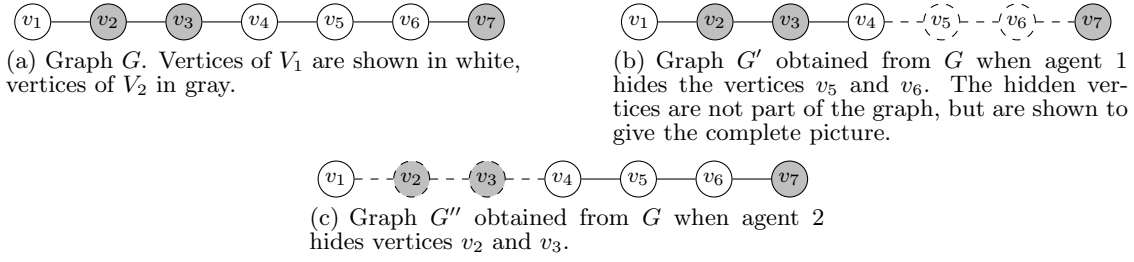 v₁ v₂ v₃ v₄ v₅ v₆ v₇
(a) Graph G. Vertices of V₁ are shown in white,
vertices of V₂ in gray.
v₁ v₂ v₃ v₄ v₅ v₆ v₇
(b) Graph G′ obtained from G when agent 1
hides the vertices v₅ and v₆. The hidden ver-
tices are not part of the graph, but are shown to
give the complete picture.
v₁ v₂ v₃ v₄ v₅ v₆ v₇
(c) Graph G″ obtained from G when agent 2
hides vertices v₂ and v₃.